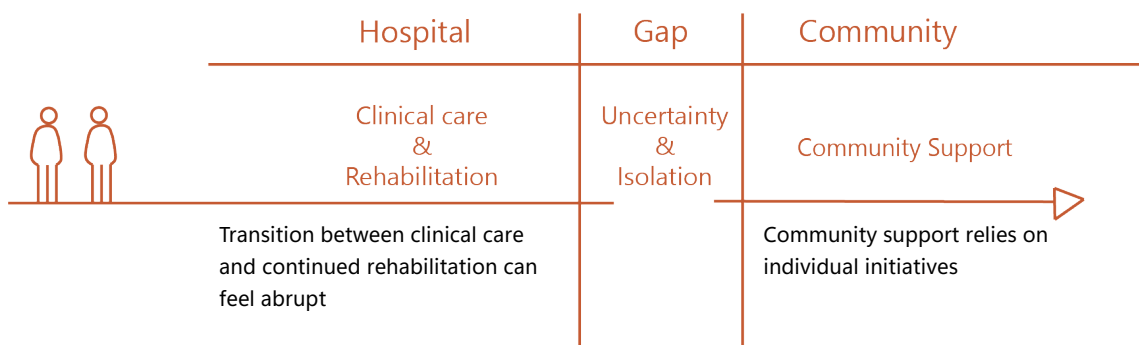 Hospital
Gap
Community
Clinical care
&
Rehabilitation
Uncertainty
&
Isolation
Community Support
Transition between clinical care
and continued rehabilitation can
feel abrupt
Community support relies on
individual initiatives